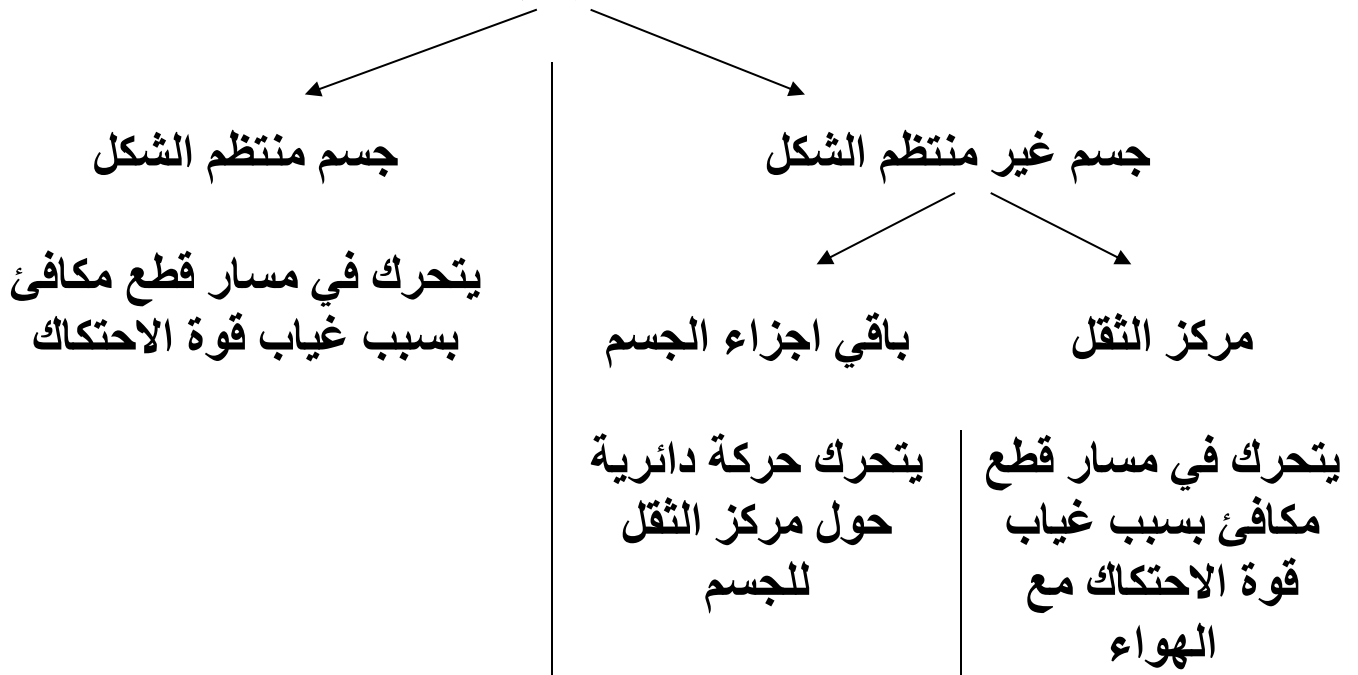 جسم غير منتظم الشكل
جسم منتظم الشكل
يتحرك في مسار قطع مكافئ
بسبب غياب قوة الاحتكاك
مركز الثقل
باقي اجزاء الجسم
يتحرك في مسار قطع
مكافئ بسبب غياب
قوة الاحتكاك مع
الهواء
يتحرك حركة دائرية
حول مركز الثقل
للجسم